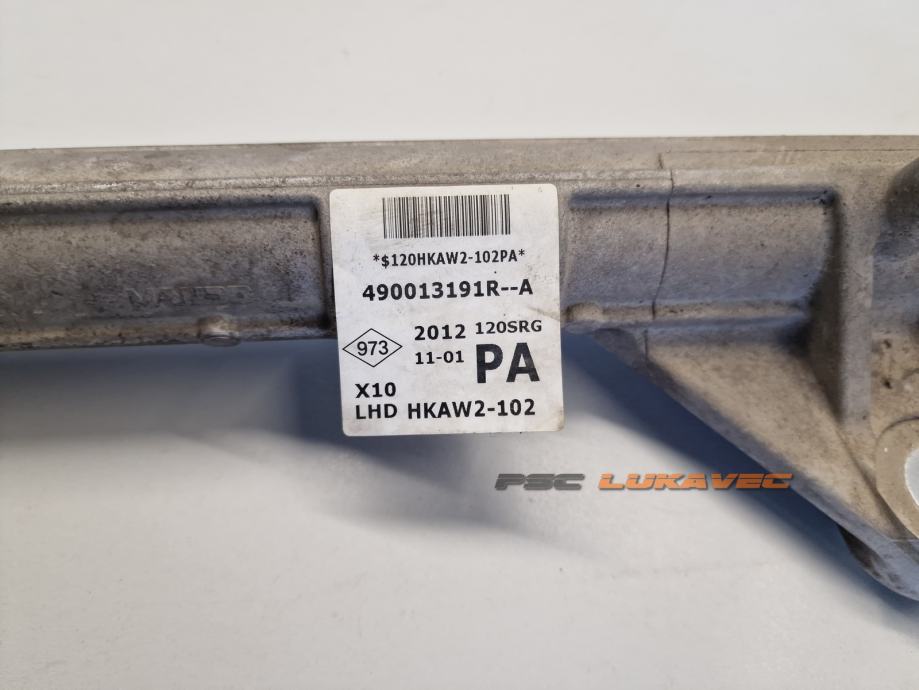 *$120HKAW2-102PA*
490013191R--A
973
2012 120SRG
11-01 PA
X10
LHD HKAW2-102
PSC LUKAVEC